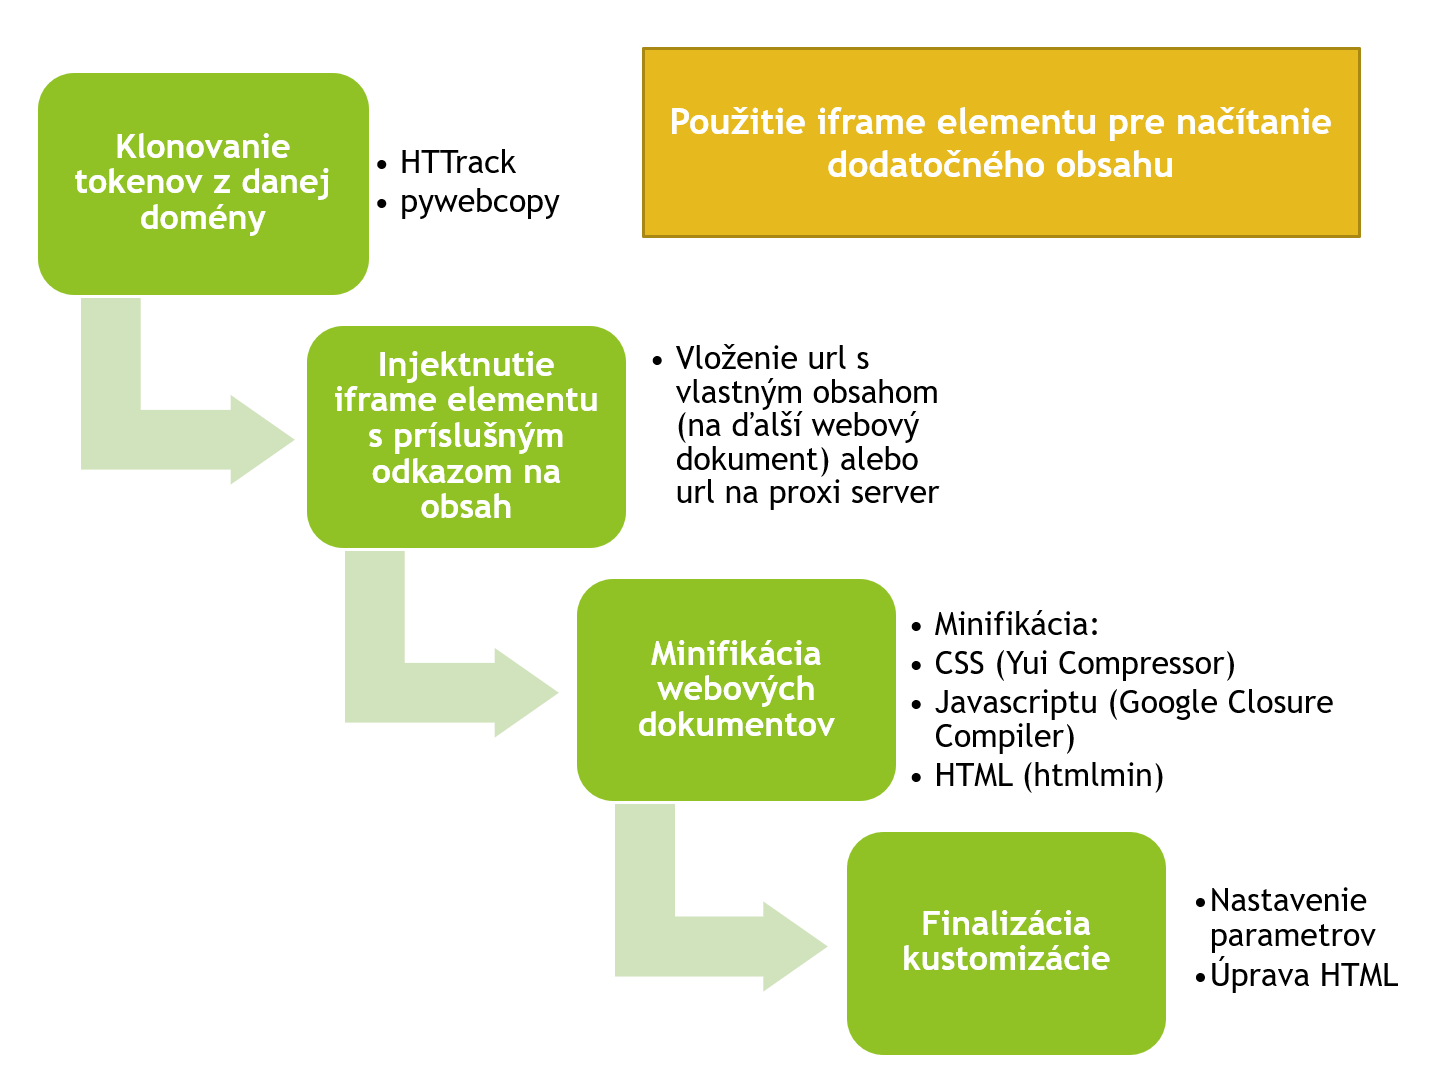 Použitie iframe elementu pre načítanie
dodatočného obsahu
Klonovanie
tokenov z danej
domény
• HTTrack
• pywebcopy
Injektnutie
iframe elementu
s príslušným
odkazom na
obsah
• Vloženie url s
vlastným obsahom
(na ďalší webový
dokument) alebo
url na proxi server
Minifikácia
webových
dokumentov
• Minifikácia:
• CSS (Yui Compressor)
• Javascriptu (Google Closure
Compiler)
• HTML (htmlmin)
Finalizácia
kustomizácie
•Nastavenie
parametrov
•Úprava HTML